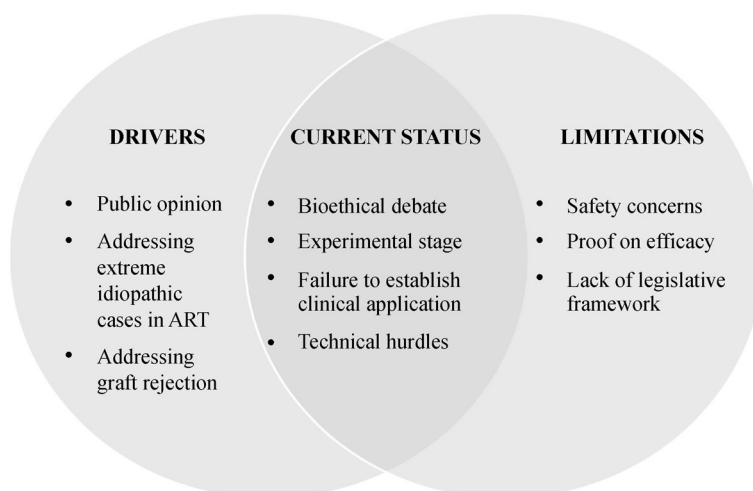 DRIVERS
• Public opinion
• Addressing
extreme
idiopathic
cases in ART
• Addressing
graft rejection
CURRENT STATUS
• Bioethical debate
• Experimental stage
• Failure to establish
clinical application
• Technical hurdles
LIMITATIONS
• Safety concerns
• Proof on efficacy
• Lack of legislative
framework